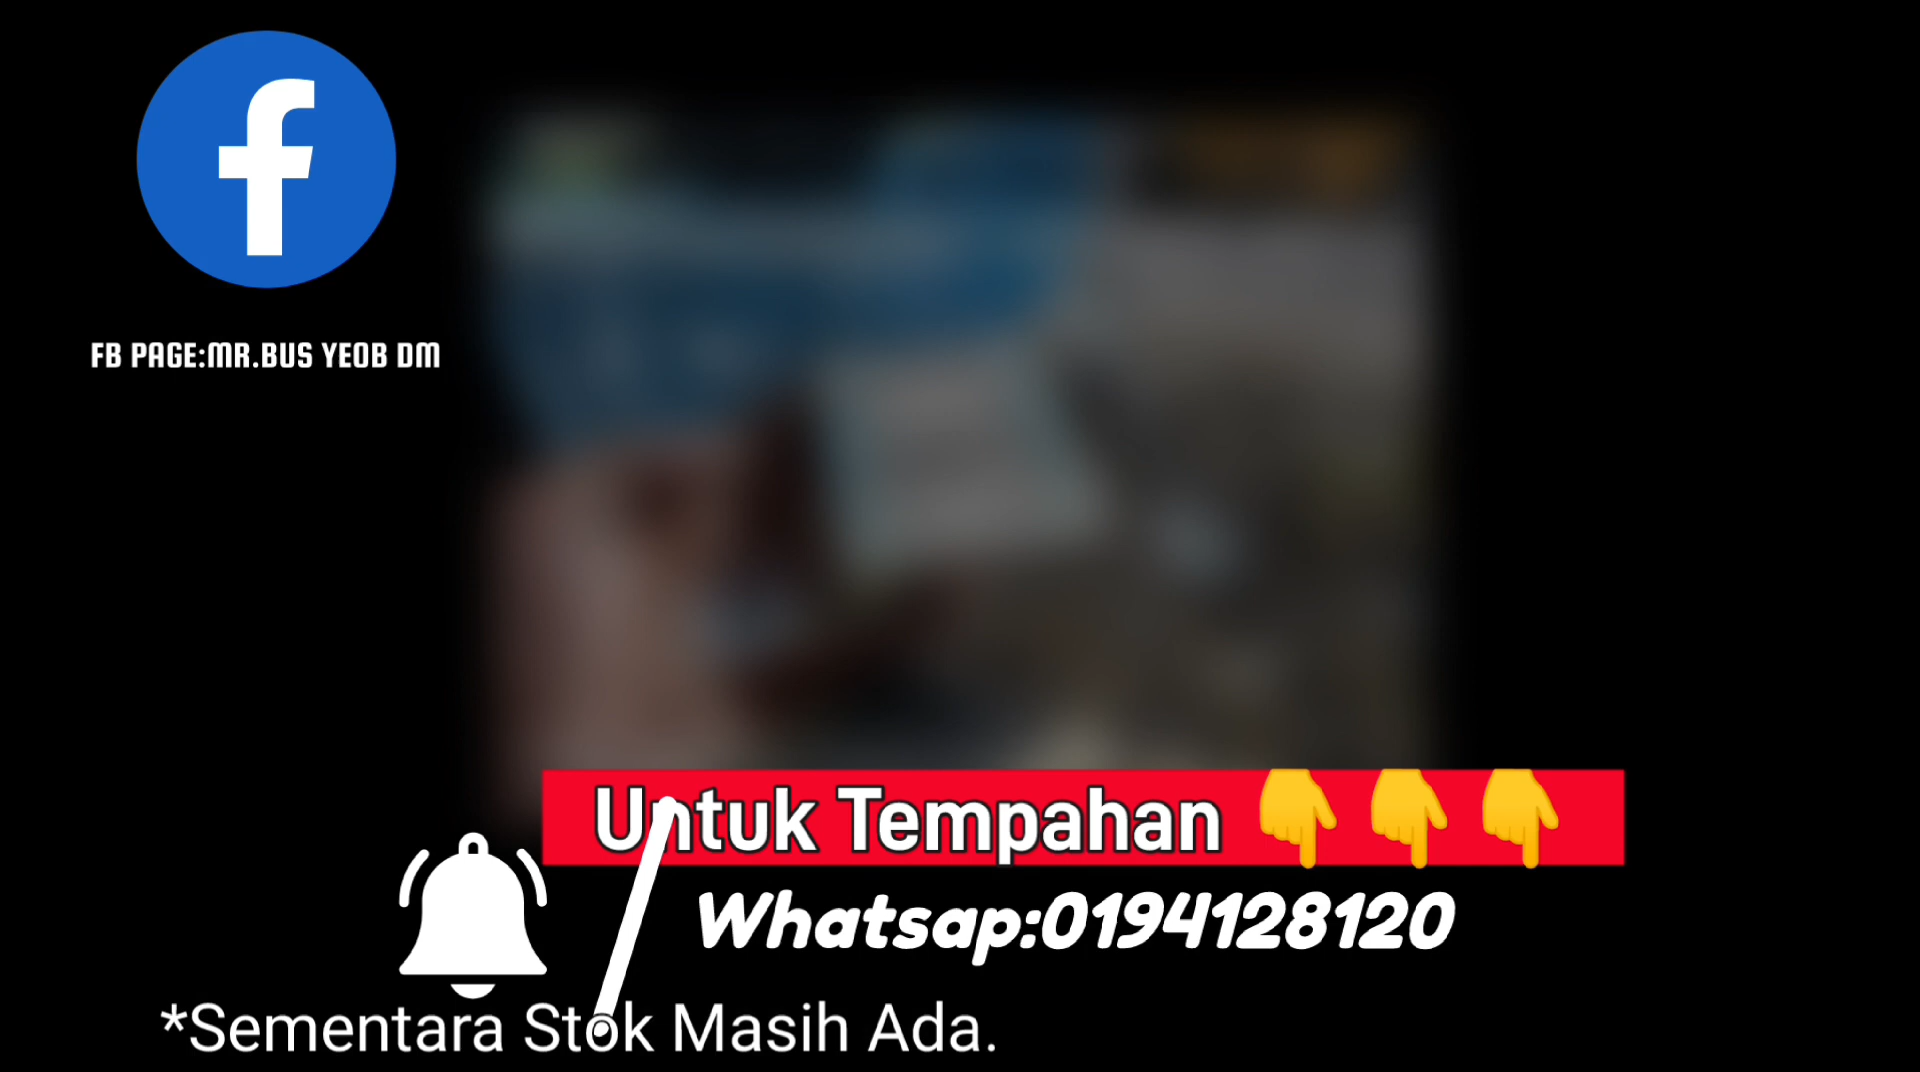 FB PAGE:MR.BUS YEOB DM
Untuk Tempahan 👇👇👇
Whatsap:0194128120
*Sementara Stok Masih Ada.